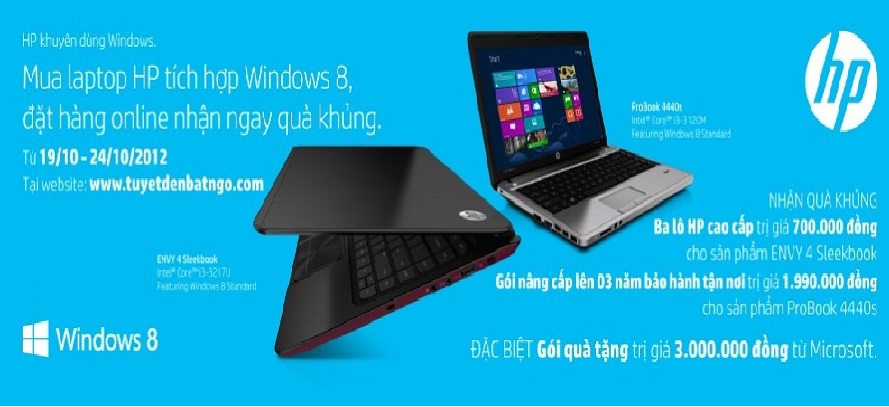 HP khuyên dùng Windows.
Mua laptop HP tích hợp Windows 8,
đặt hàng online nhận ngay quà khủng.
Từ 19/10 - 24/10/2012
Tại website: www.tuyetdenbatngo.com
Start
hp
ProBook 4440s
Intel® Core™ i3-3120M
Featuring Windows 8 Standard
ENVY 4 Sleekbook
Intel® Core™i3-3217U
Featuring Windows 8 Standard
Windows 8
NHẬN QUÀ KHỦNG
Ba lô HP cao cấp trị giá 700.000 đồng
cho sản phẩm ENVY 4 Sleekbook
Gói nâng cấp lên 03 năm bảo hành tận nơi trị giá 1.990.000 đồng
cho sản phẩm ProBook 4440s
ĐẶC BIỆT Gói quà tặng trị giá 3.000.000 đồng từ Microsoft.